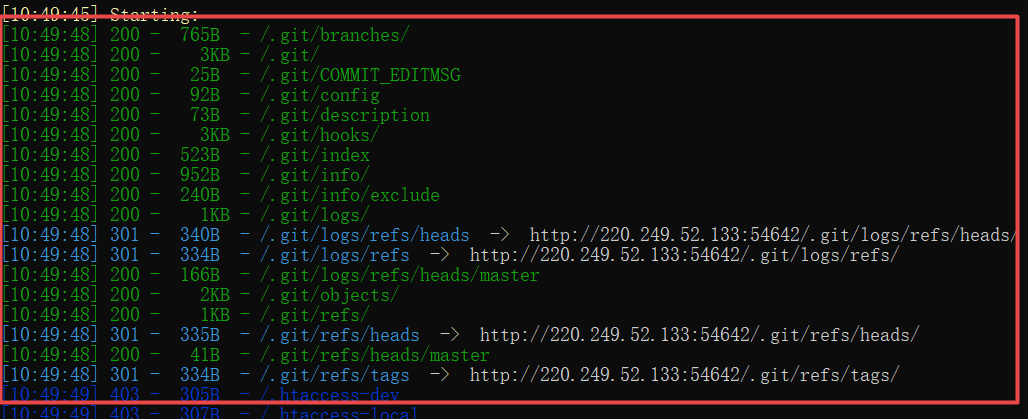 [10:49:45] Starting:
[10:49:48] 200 - 765B - /.git/branches/
[10:49:48] 200 - 3KB - /.git/
[10:49:48] 200 - 25B - /.git/COMMIT_EDITMSG
[10:49:48] 200 - 92B - /.git/config
[10:49:48] 200 - 73B - /.git/description
[10:49:48] 200 - 3KB - /.git/hooks/
[10:49:48] 200 - 523B - /.git/index
[10:49:48] 200 - 952B - /.git/info/
[10:49:48] 200 - 240B - /.git/info/exclude
[10:49:48] 200 - 1KB - /.git/logs/
[10:49:48] 301 - 340B - /.git/logs/refs/heads -> http://220.249.52.133:54642/.git/logs/refs/heads/
[10:49:48] 301 - 334B - /.git/logs/refs -> http://220.249.52.133:54642/.git/logs/refs/
[10:49:48] 200 - 166B - /.git/logs/refs/heads/master
[10:49:48] 200 - 2KB - /.git/objects/
[10:49:48] 200 - 1KB - /.git/refs/
[10:49:48] 301 - 335B - /.git/refs/heads -> http://220.249.52.133:54642/.git/refs/heads/
[10:49:48] 200 - 41B - /.git/refs/heads/master
[10:49:48] 301 - 334B - /.git/refs/tags -> http://220.249.52.133:54642/.git/refs/tags/
[10:49:49] 403 - 305B - /.htaccess-dev
[10:49:49] 403 - 307B - /.htaccess-local